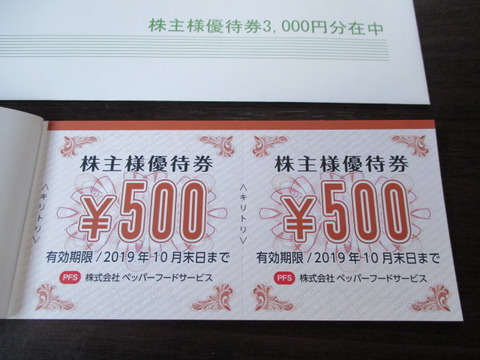 株主様優待券3,000円分在中
株主様優待券
¥500
有効期限/2019年10月末日まで
PFS 株式会社 ペッパーフードサービス
<キリトリ>
株主様優待券
¥500
有効期限/2019年10月末日まで
PFS 株式会社 ペッパーフードサービス
<キリトリ>